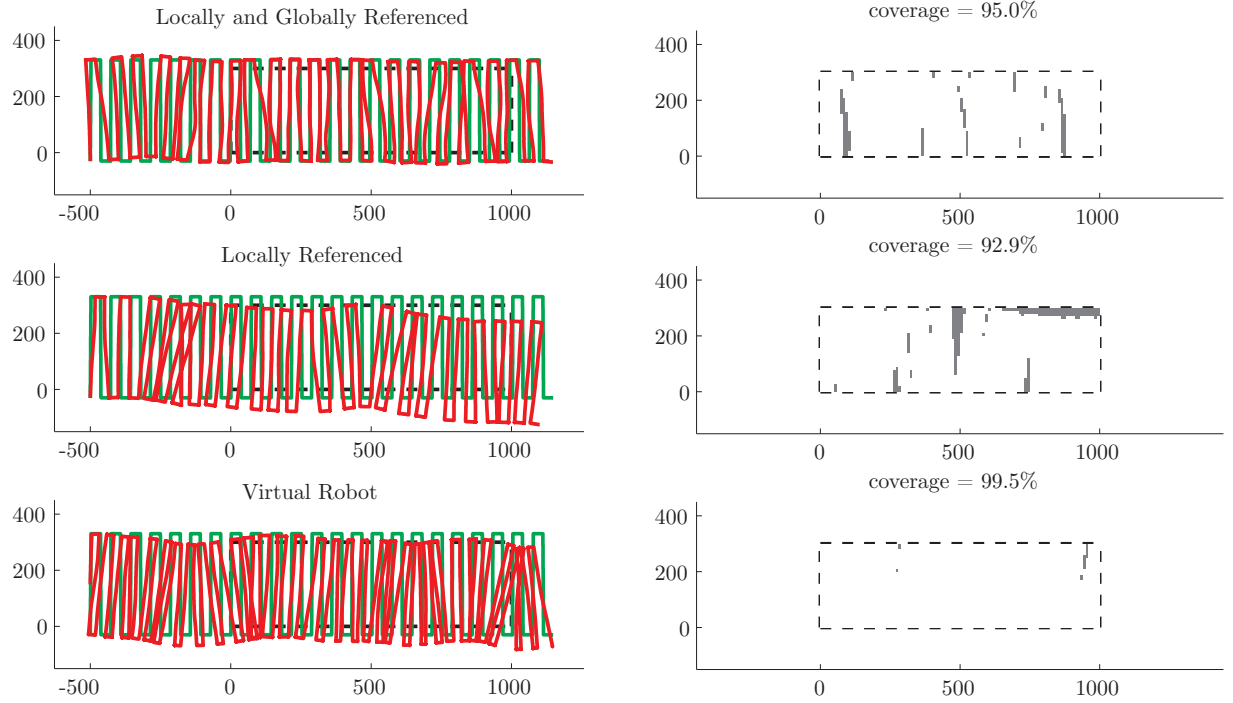 Locally and Globally Referenced
400
200
0
-500 0 500 1000
coverage = 95.0%
400
200
0
0 500 1000
Locally Referenced
400
200
0
-500 0 500 1000
coverage = 92.9%
400
200
0
0 500 1000
Virtual Robot
400
200
0
-500 0 500 1000
coverage = 99.5%
400
200
0
0 500 1000